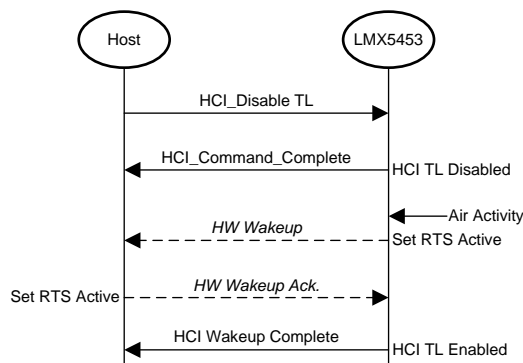 Host
LMX5453
HCI_Disable TL
HCI_Command_Complete
HCI TL Disabled
Air Activity
HW Wakeup
Set RTS Active
Set RTS Active
HW Wakeup Ack.
HCI Wakeup Complete
HCI TL Enabled